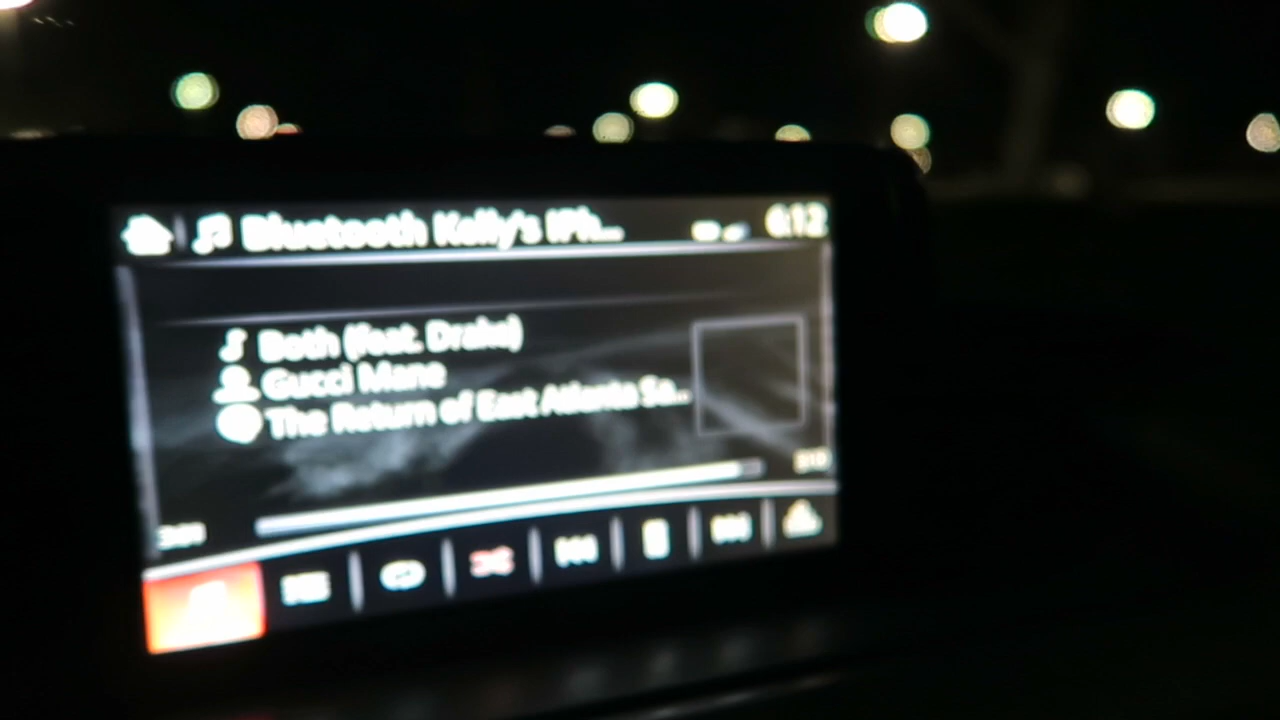 Bluetooth Kelly's iPh... 6:12
Both (feat. Drake)
Gucci Mane
The Return of East Atlanta Sa...